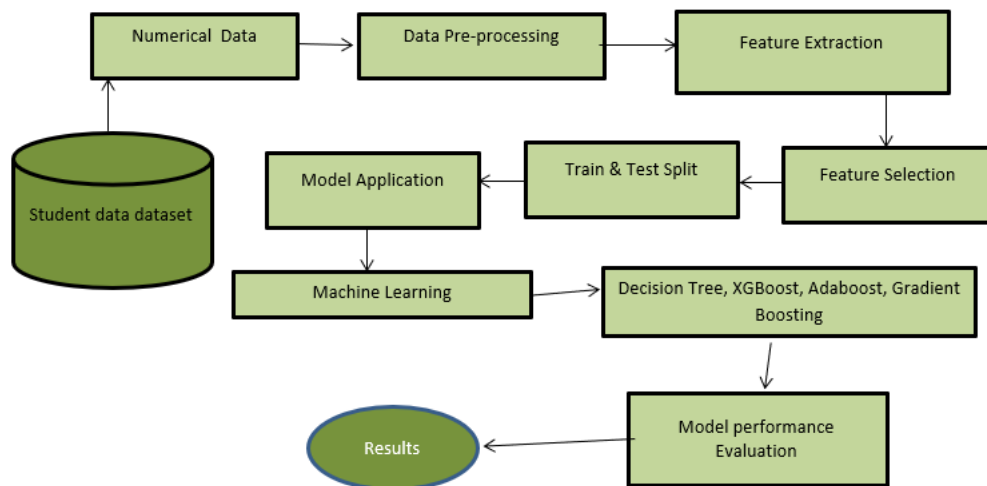 Numerical Data
Data Pre-processing
Feature Extraction
Student data dataset
Model Application
Train & Test Split
Feature Selection
Machine Learning
Decision Tree, XGBoost, Adaboost, Gradient
Boosting
Model performance
Evaluation
Results